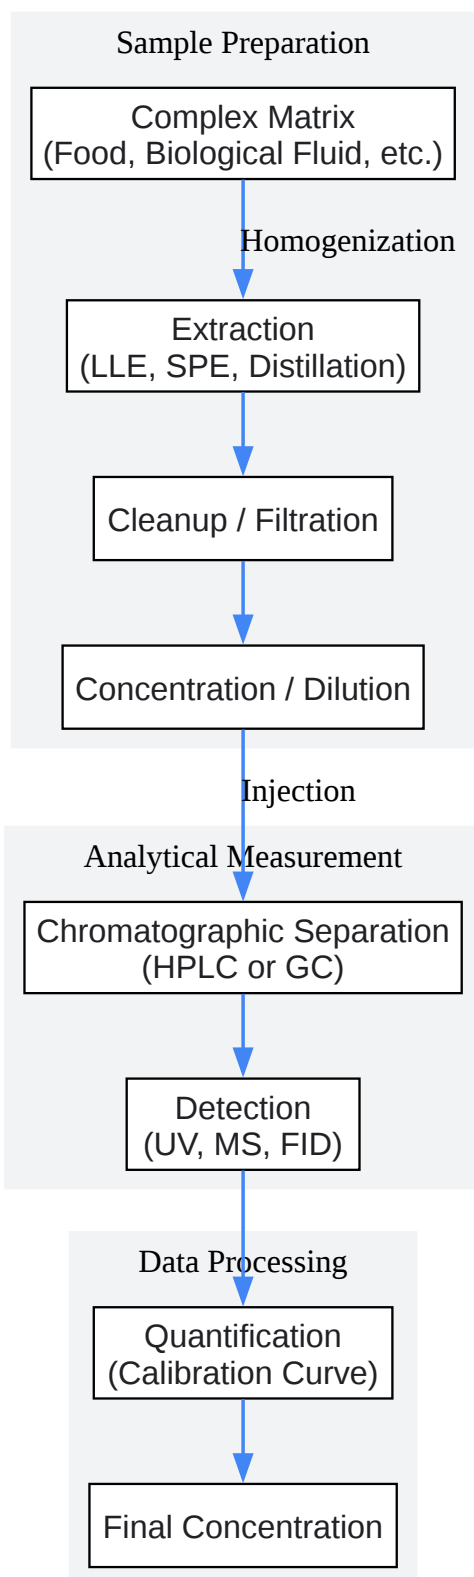 Sample Preparation
Complex Matrix
(Food, Biological Fluid, etc.)
Homogenization
Extraction
(LLE, SPE, Distillation)
Cleanup / Filtration
Concentration / Dilution
Injection
Analytical Measurement
Chromatographic Separation
(HPLC or GC)
Detection
(UV, MS, FID)
Data Processing
Quantification
(Calibration Curve)
Final Concentration